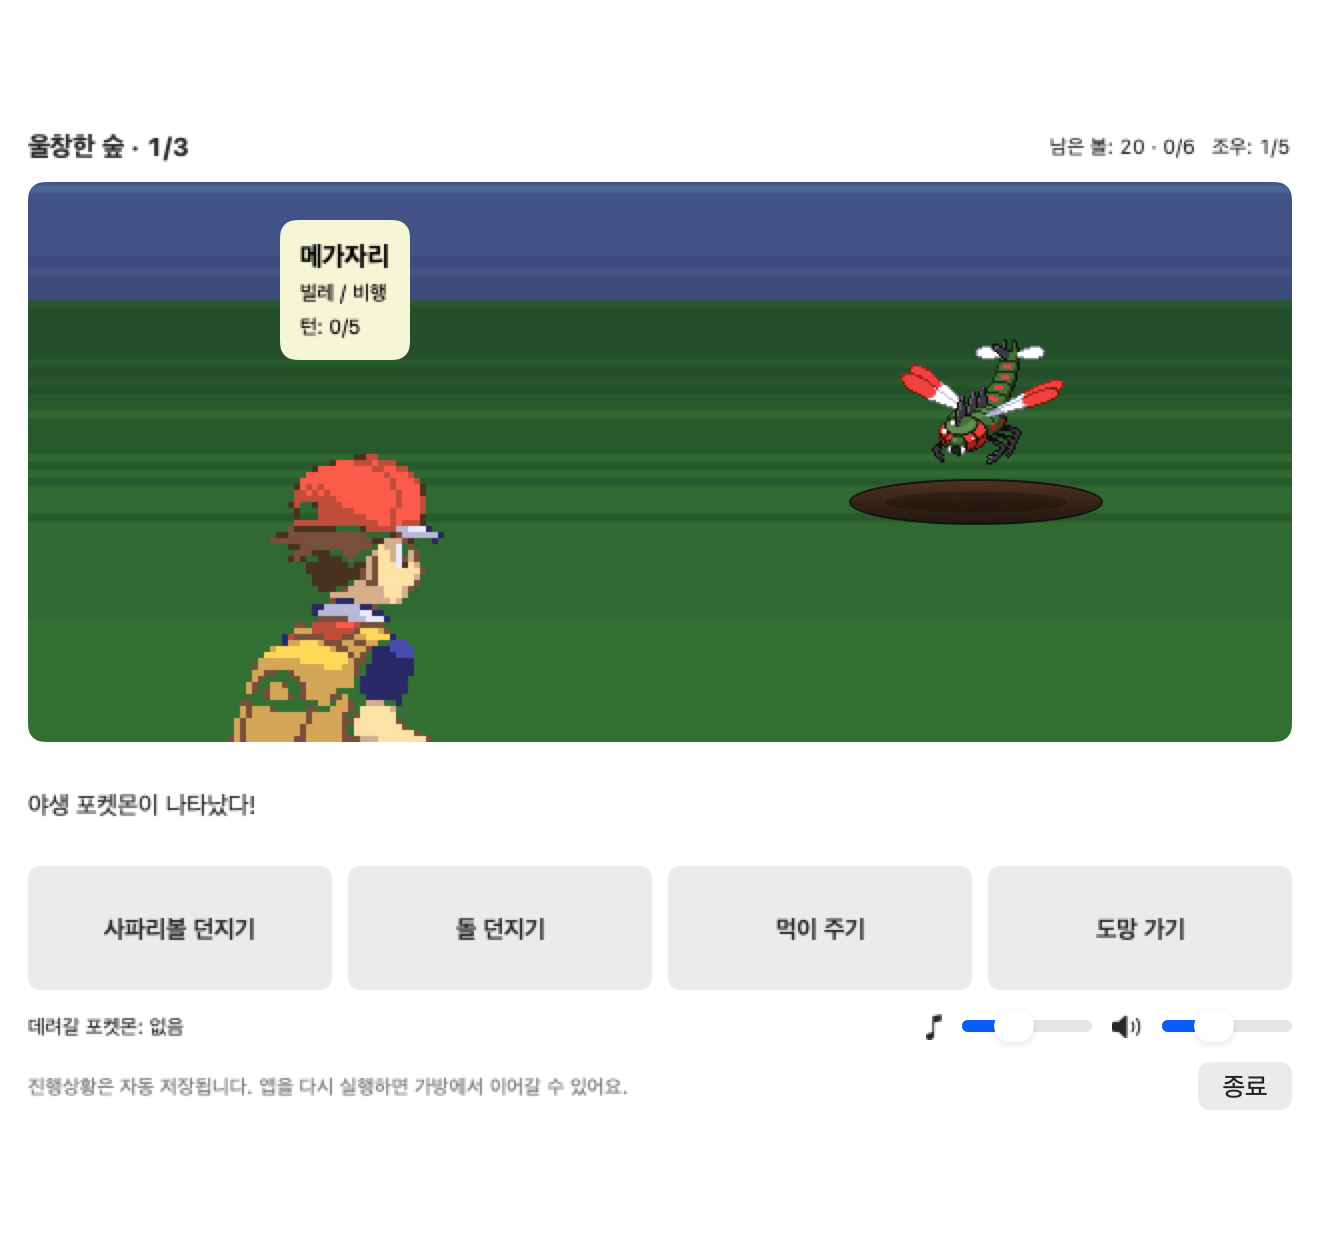 울창한 숲 · 1/3
남은 볼: 20 · 0/6 조우: 1/5
메가자리
벌레 / 비행
턴: 0/5
야생 포켓몬이 나타났다!
사파리볼 던지기
돌 던지기
먹이 주기
도망 가기
데려갈 포켓몬: 없음
진행상황은 자동 저장됩니다. 앱을 다시 실행하면 가방에서 이어갈 수 있어요.
종료